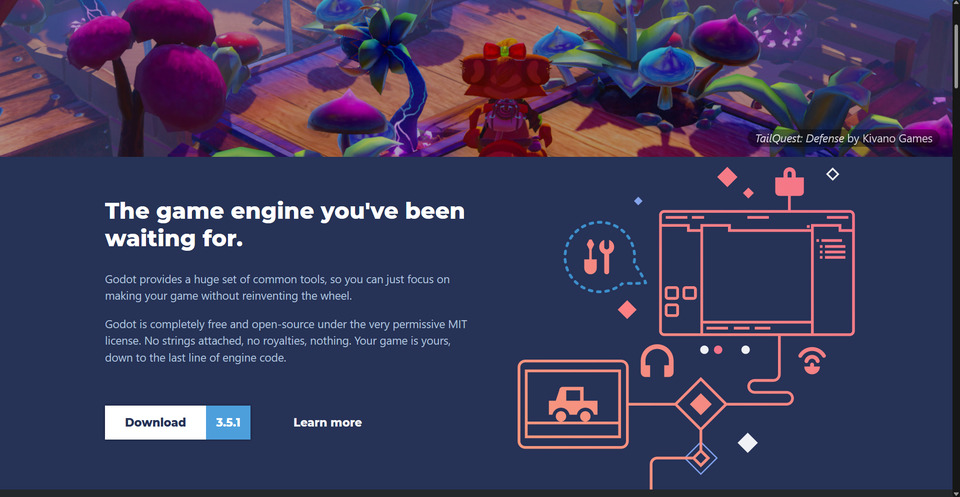 TailQuest: Defense by Kivano Games
The game engine you've been
waiting for.
Godot provides a huge set of common tools, so you can just focus on
making your game without reinventing the wheel.
Godot is completely free and open-source under the very permissive MIT
license. No strings attached, no royalties, nothing. Your game is yours,
down to the last line of engine code.
Download 3.5.1 Learn more